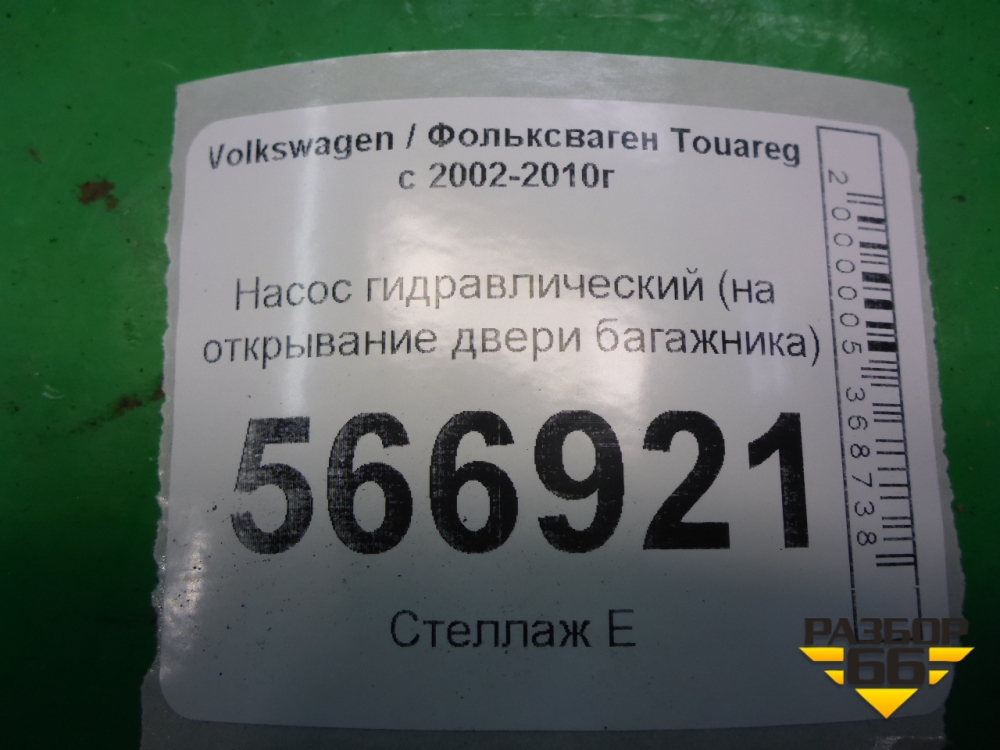 Volkswagen / Фольксваген Touareg
с 2002-2010г
Насос гидравлический (на
открывание двери багажника)
566921
Стеллаж Е
2000005368738
РАЗБОР
66